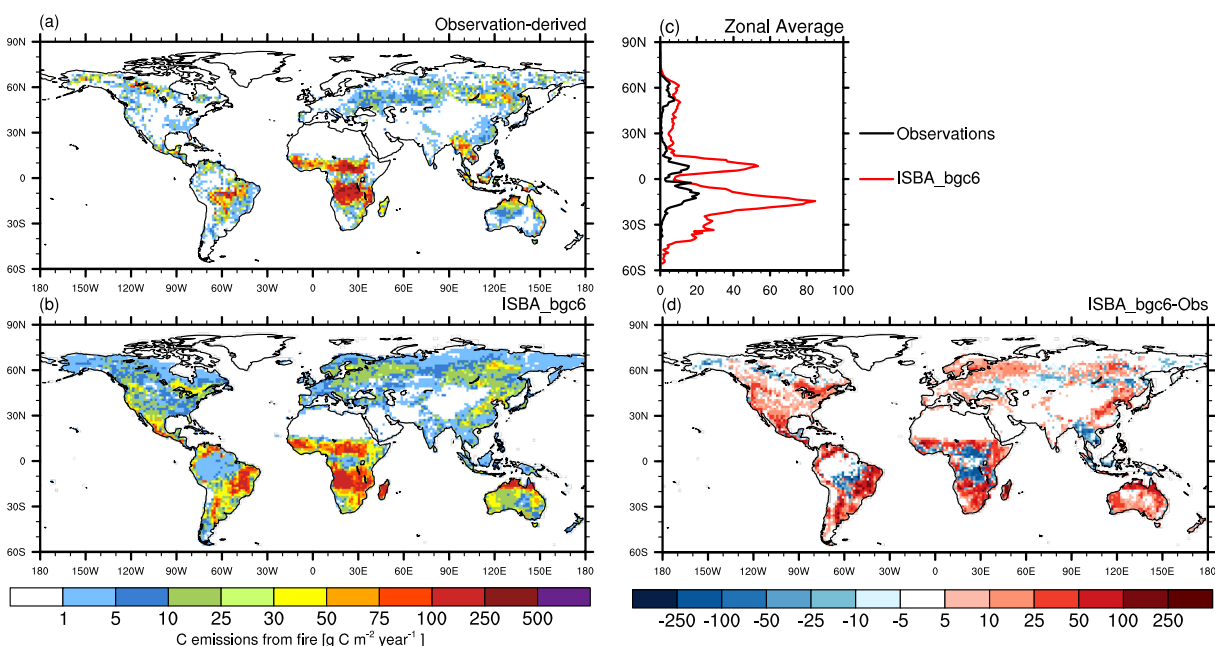 (a) Observation-derived
90N
60N
30N
0
30S
60S
180 150W 120W 90W 60W 30W 0 30E 60E 90E 120E 150E 180
(c) Zonal Average
90N
60N
30N
0
30S
60S
0 20 40 60 80 100
Observations
ISBA_bgc6
(b) ISBA_bgc6
90N
60N
30N
0
30S
60S
180 150W 120W 90W 60W 30W 0 30E 60E 90E 120E 150E 180
1 5 10 25 30 50 75 100 250 500
C emissions from fire [g C m⁻² year⁻¹ ]
(d) ISBA_bgc6-Obs
90N
60N
30N
0
30S
60S
180 150W 120W 90W 60W 30W 0 30E 60E 90E 120E 150E 180
-250 -100 -50 -25 -10 -5 5 10 25 50 100 250